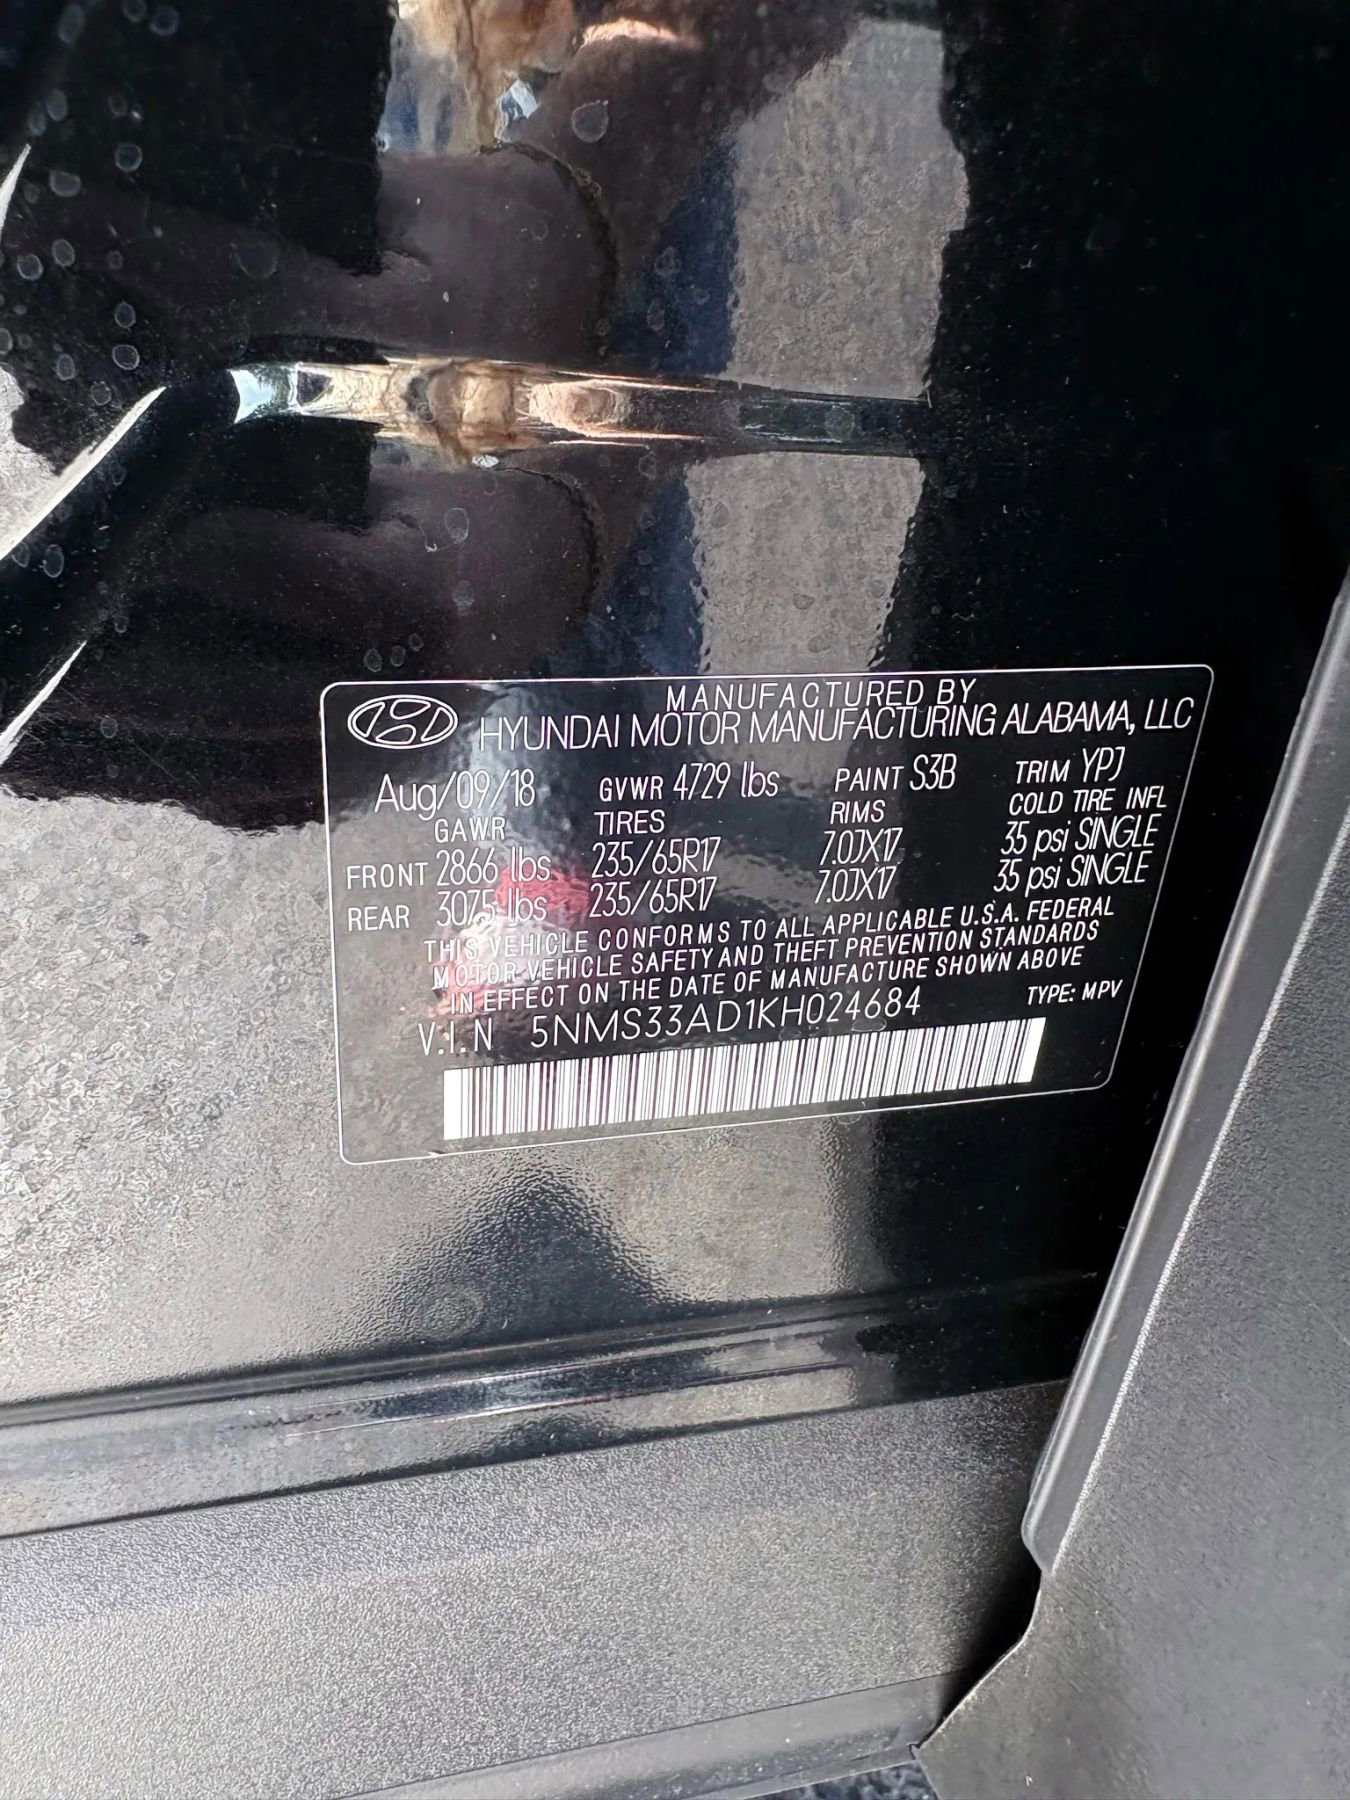 MANUFACTURED BY
HYUNDAI MOTOR MANUFACTURING ALABAMA, LLC
Aug/09/18 GVWR 4729 lbs PAINT S3B TRIM YPJ
GAWR TIRES RIMS COLD TIRE INFL
FRONT 2866 lbs 235/65R17 7.0JX17 35 psi SINGLE
REAR 3075 lbs 235/65R17 7.0JX17 35 psi SINGLE
THIS VEHICLE CONFORMS TO ALL APPLICABLE U.S.A. FEDERAL
MOTOR VEHICLE SAFETY AND THEFT PREVENTION STANDARDS
IN EFFECT ON THE DATE OF MANUFACTURE SHOWN ABOVE
V.I.N 5NMS33AD1KH024684 TYPE: MPV